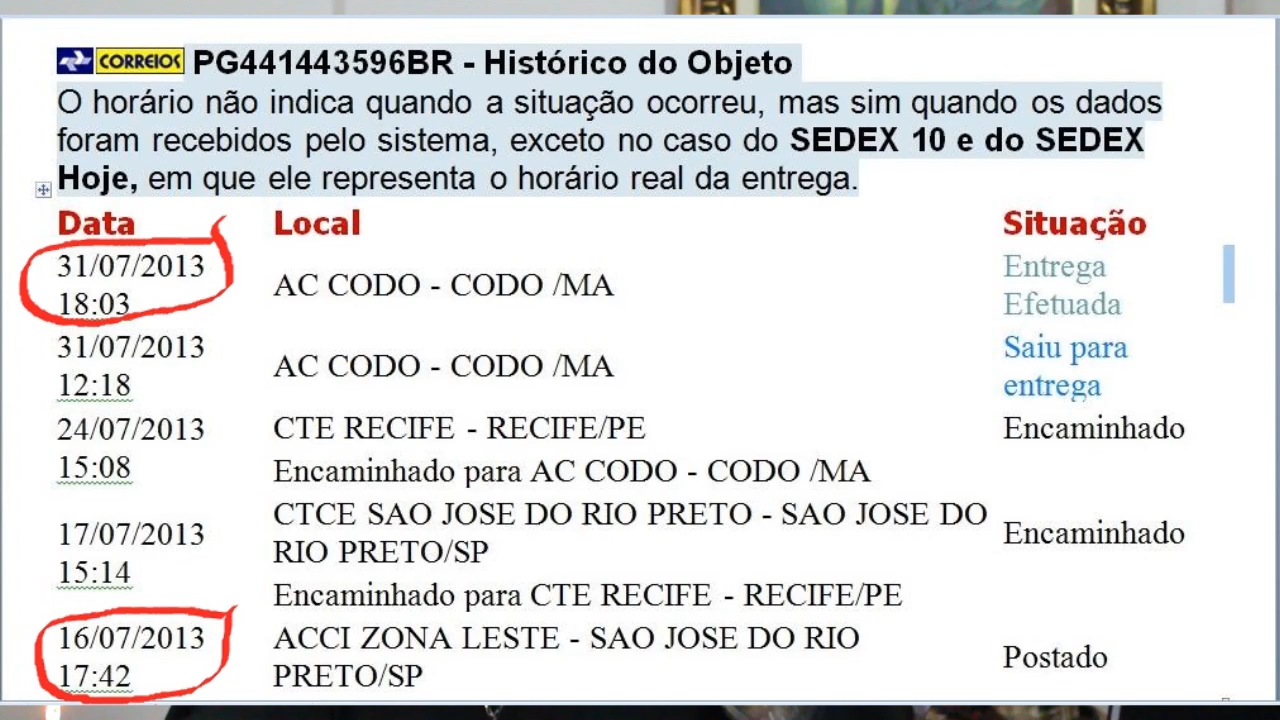 CORREIOS PG441443596BR - Histórico do Objeto
O horário não indica quando a situação ocorreu, mas sim quando os dados
foram recebidos pelo sistema, exceto no caso do SEDEX 10 e do SEDEX
Hoje, em que ele representa o horário real da entrega.
Data Local Situação
31/07/2013
18:03
AC CODO - CODO /MA
Entrega
Efetuada
31/07/2013
12:18
AC CODO - CODO /MA
Saiu para
entrega
24/07/2013
15:08
CTE RECIFE - RECIFE/PE
Encaminhado para AC CODO - CODO /MA
Encaminhado
17/07/2013
15:14
CTCE SAO JOSE DO RIO PRETO - SAO JOSE DO
RIO PRETO/SP
Encaminhado para CTE RECIFE - RECIFE/PE
Encaminhado
16/07/2013
17:42
ACCI ZONA LESTE - SAO JOSE DO RIO
PRETO/SP
Postado